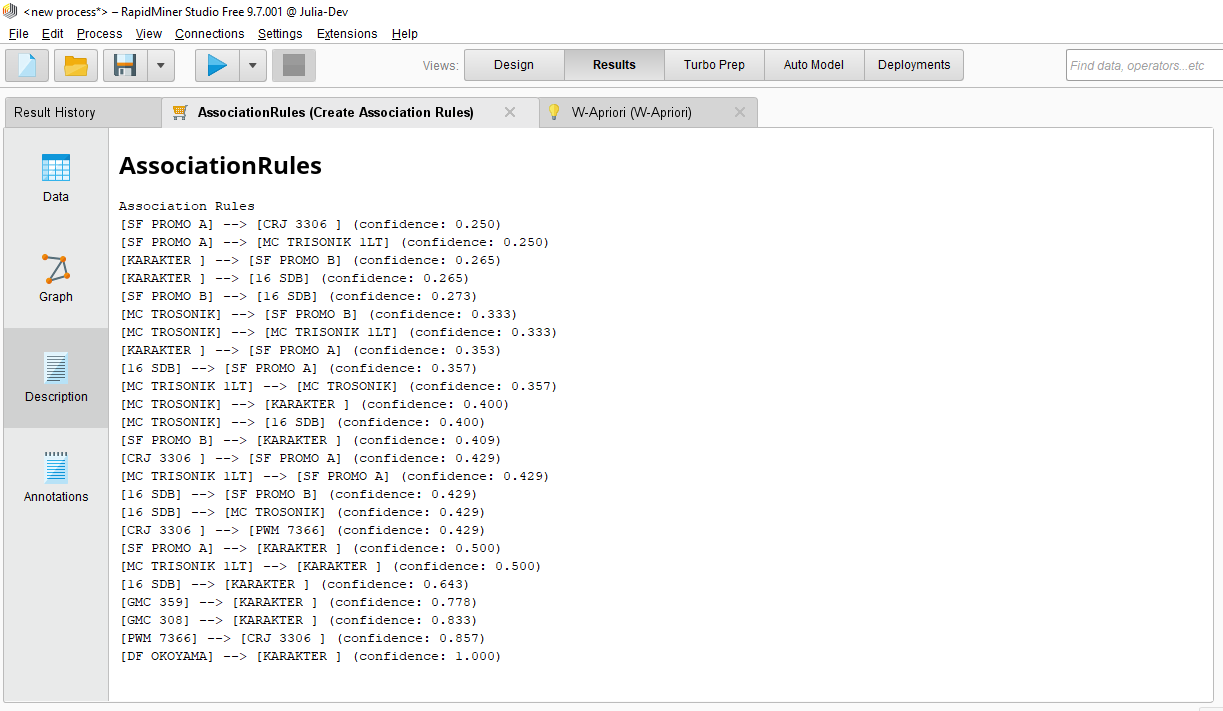 <new process*> – RapidMiner Studio Free 9.7.001 @ Julia-Dev
File Edit Process View Connections Settings Extensions Help
Views: Design Results Turbo Prep Auto Model Deployments Find data, operators...etc
Result History AssociationRules (Create Association Rules) W-Apriori (W-Apriori)
Data
Graph
Description
Annotations
AssociationRules
Association Rules
[SF PROMO A] --> [CRJ 3306 ] (confidence: 0.250)
[SF PROMO A] --> [MC TRISONIK 1LT] (confidence: 0.250)
[KARAKTER ] --> [SF PROMO B] (confidence: 0.265)
[KARAKTER ] --> [16 SDB] (confidence: 0.265)
[SF PROMO B] --> [16 SDB] (confidence: 0.273)
[MC TROSONIK] --> [SF PROMO B] (confidence: 0.333)
[MC TROSONIK] --> [MC TRISONIK 1LT] (confidence: 0.333)
[KARAKTER ] --> [SF PROMO A] (confidence: 0.353)
[16 SDB] --> [SF PROMO A] (confidence: 0.357)
[MC TRISONIK 1LT] --> [MC TROSONIK] (confidence: 0.357)
[MC TROSONIK] --> [KARAKTER ] (confidence: 0.400)
[MC TROSONIK] --> [16 SDB] (confidence: 0.400)
[SF PROMO B] --> [KARAKTER ] (confidence: 0.409)
[CRJ 3306 ] --> [SF PROMO A] (confidence: 0.429)
[MC TRISONIK 1LT] --> [SF PROMO A] (confidence: 0.429)
[16 SDB] --> [SF PROMO B] (confidence: 0.429)
[16 SDB] --> [MC TROSONIK] (confidence: 0.429)
[CRJ 3306 ] --> [PWM 7366] (confidence: 0.429)
[SF PROMO A] --> [KARAKTER ] (confidence: 0.500)
[MC TRISONIK 1LT] --> [KARAKTER ] (confidence: 0.500)
[16 SDB] --> [KARAKTER ] (confidence: 0.643)
[GMC 359] --> [KARAKTER ] (confidence: 0.778)
[GMC 308] --> [KARAKTER ] (confidence: 0.833)
[PWM 7366] --> [CRJ 3306 ] (confidence: 0.857)
[DF OKOYAMA] --> [KARAKTER ] (confidence: 1.000)